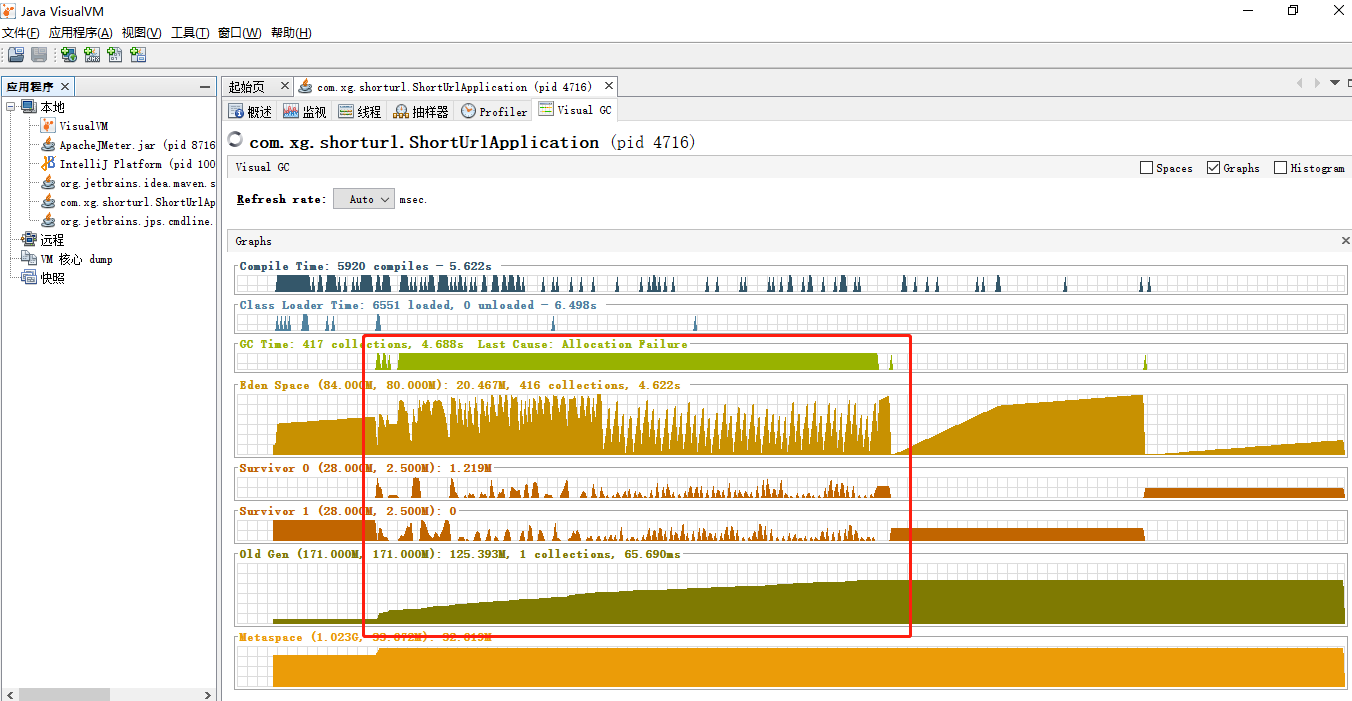 Java VisualVM
文件(F) 应用程序(A) 视图(V) 工具(T) 窗口(W) 帮助(H)
应用程序
本地
VisualVM
ApacheJMeter.jar (pid 8716
IntelliJ Platform (pid 100
org.jetbrains.idea.maven.s
com.xg.shorturl.ShortUrlAp
org.jetbrains.jps.cmdline.
远程
VM 核心 dump
快照
起始页 com.xg.shorturl.ShortUrlApplication (pid 4716)
概述 监视 线程 抽样器 Profiler Visual GC
com.xg.shorturl.ShortUrlApplication (pid 4716)
Visual GC Spaces Graphs Histogram
Refresh rate: Auto msec.
Graphs
Compile Time: 5920 compiles - 5.622s
Class Loader Time: 6551 loaded, 0 unloaded - 6.498s
GC Time: 417 collections, 4.688s Last Cause: Allocation Failure
Eden Space (84.000M, 80.000M): 20.467M, 416 collections, 4.622s
Survivor 0 (28.000M, 2.500M): 1.219M
Survivor 1 (28.000M, 2.500M): 0
Old Gen (171.000M, 171.000M): 125.393M, 1 collections, 65.690ms
Metaspace (1.023G,